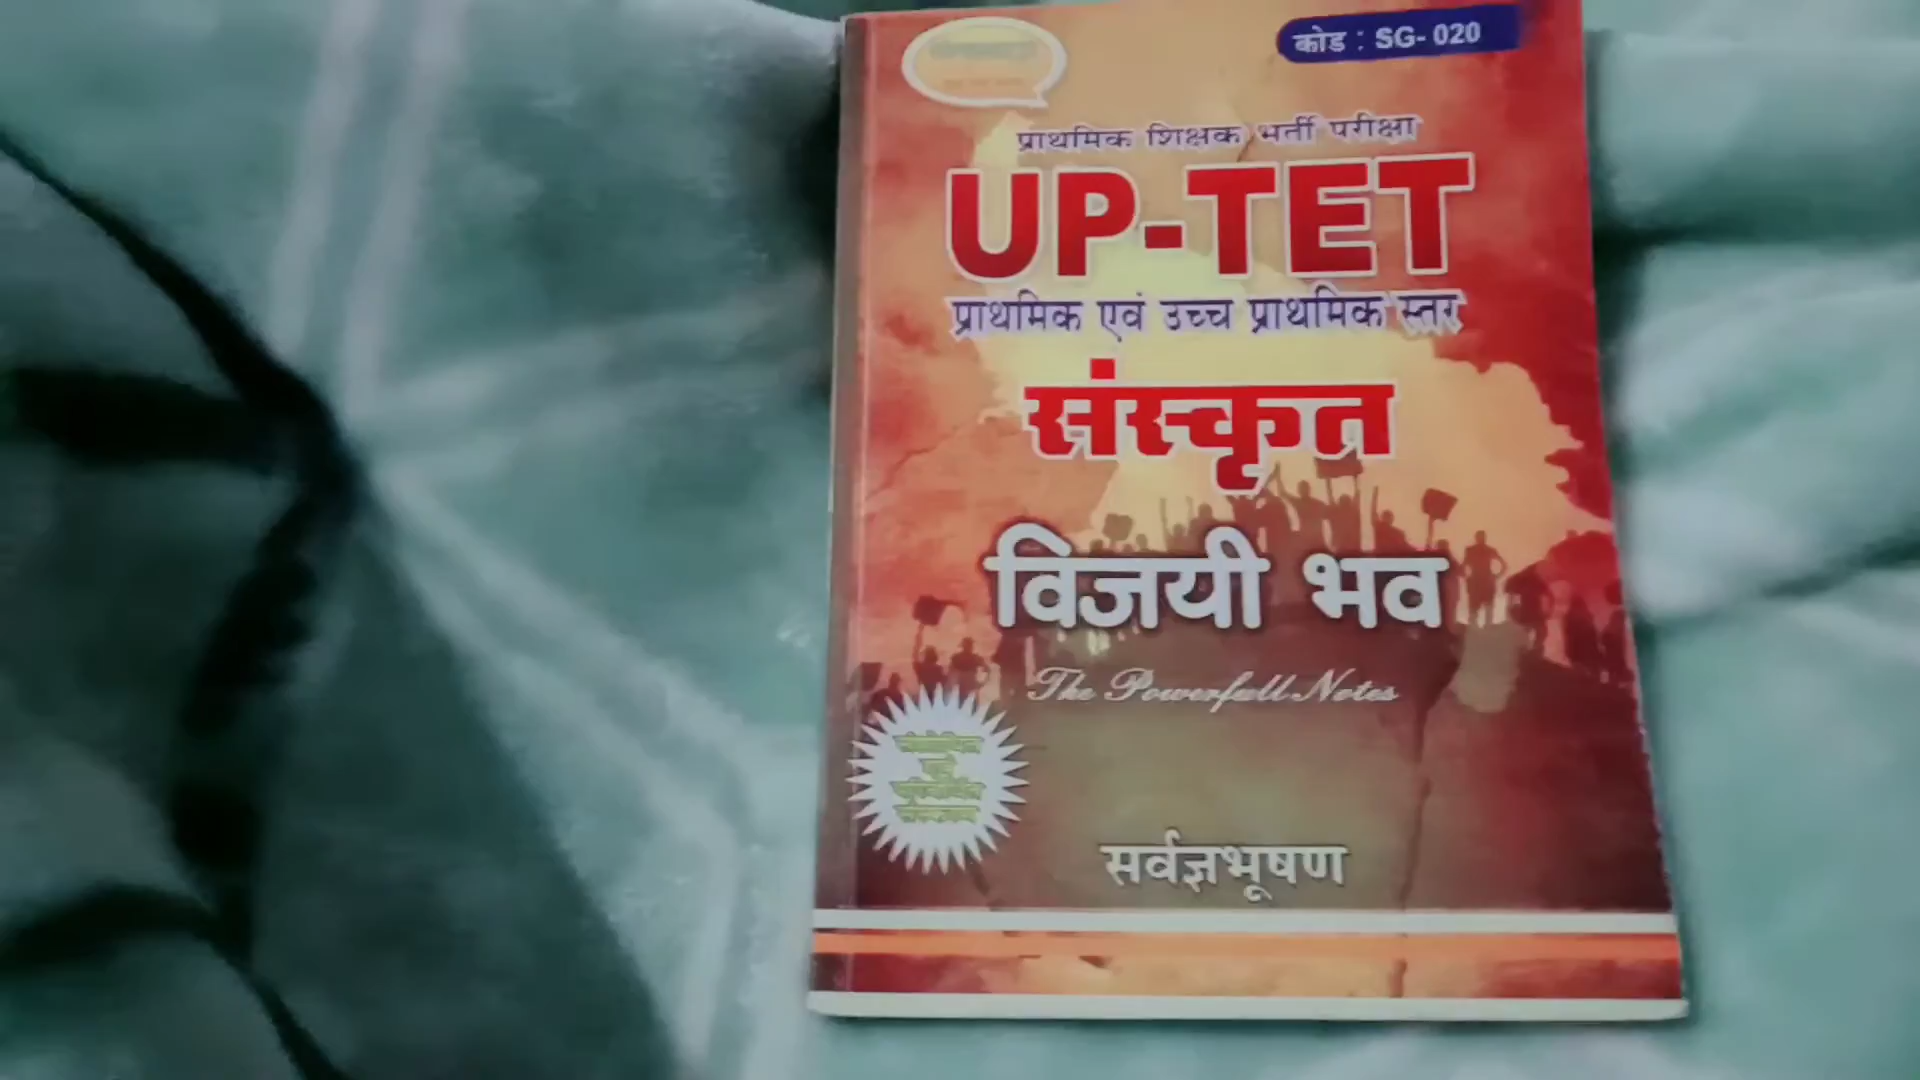 कोड : SG- 020
प्राथमिक शिक्षक भर्ती परीक्षा
UP-TET
प्राथमिक एवं उच्च प्राथमिक स्तर
संस्कृत
विजयी भव
The Powerfull Notes
सर्वज्ञभूषण